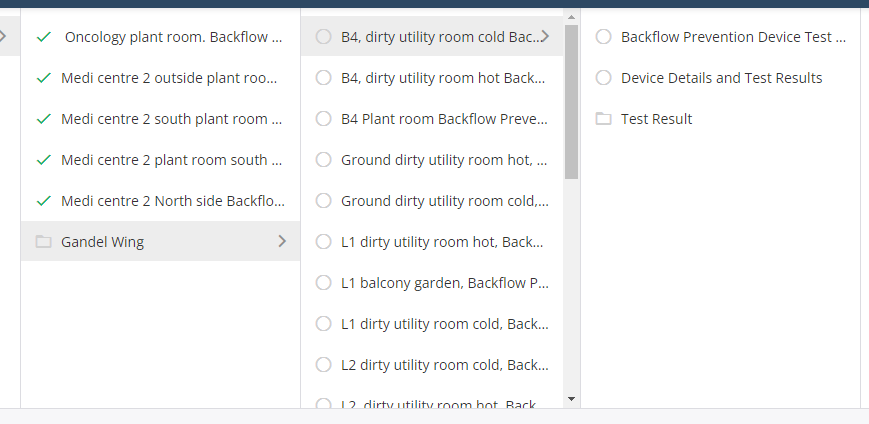 Oncology plant room. Backflow ...
Medi centre 2 outside plant roo...
Medi centre 2 south plant room ...
Medi centre 2 plant room south ...
Medi centre 2 North side Backflo...
Gandel Wing
B4, dirty utility room cold Bac...
B4, dirty utility room hot Back...
B4 Plant room Backflow Preve...
Ground dirty utility room hot, ...
Ground dirty utility room cold,...
L1 dirty utility room hot, Back...
L1 balcony garden, Backflow P...
L1 dirty utility room cold, Back...
L2 dirty utility room cold, Back...
L2, dirty utility room hot, Back...
Backflow Prevention Device Test ...
Device Details and Test Results
Test Result